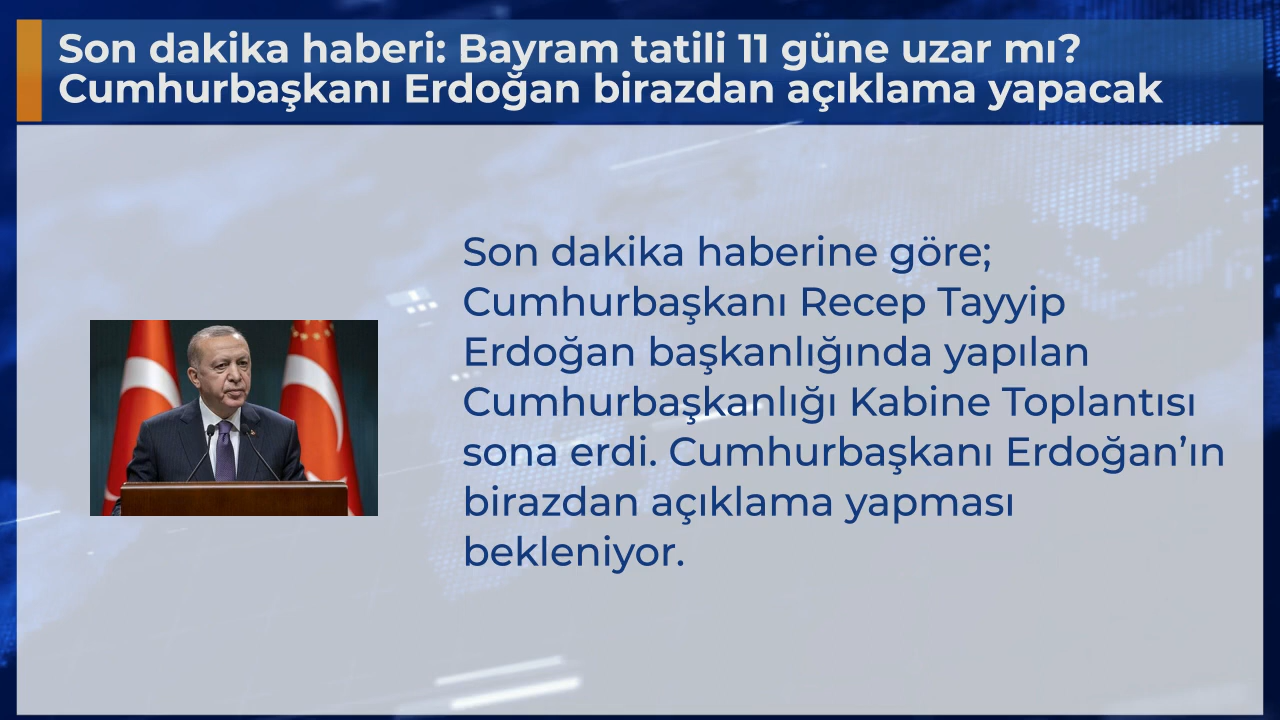 Son dakika haberi: Bayram tatili 11 güne uzar mı?
Cumhurbaşkanı Erdoğan birazdan açıklama yapacak
Son dakika haberine göre;
Cumhurbaşkanı Recep Tayyip
Erdoğan başkanlığında yapılan
Cumhurbaşkanlığı Kabine Toplantısı
sona erdi. Cumhurbaşkanı Erdoğan’ın
birazdan açıklama yapması
bekleniyor.